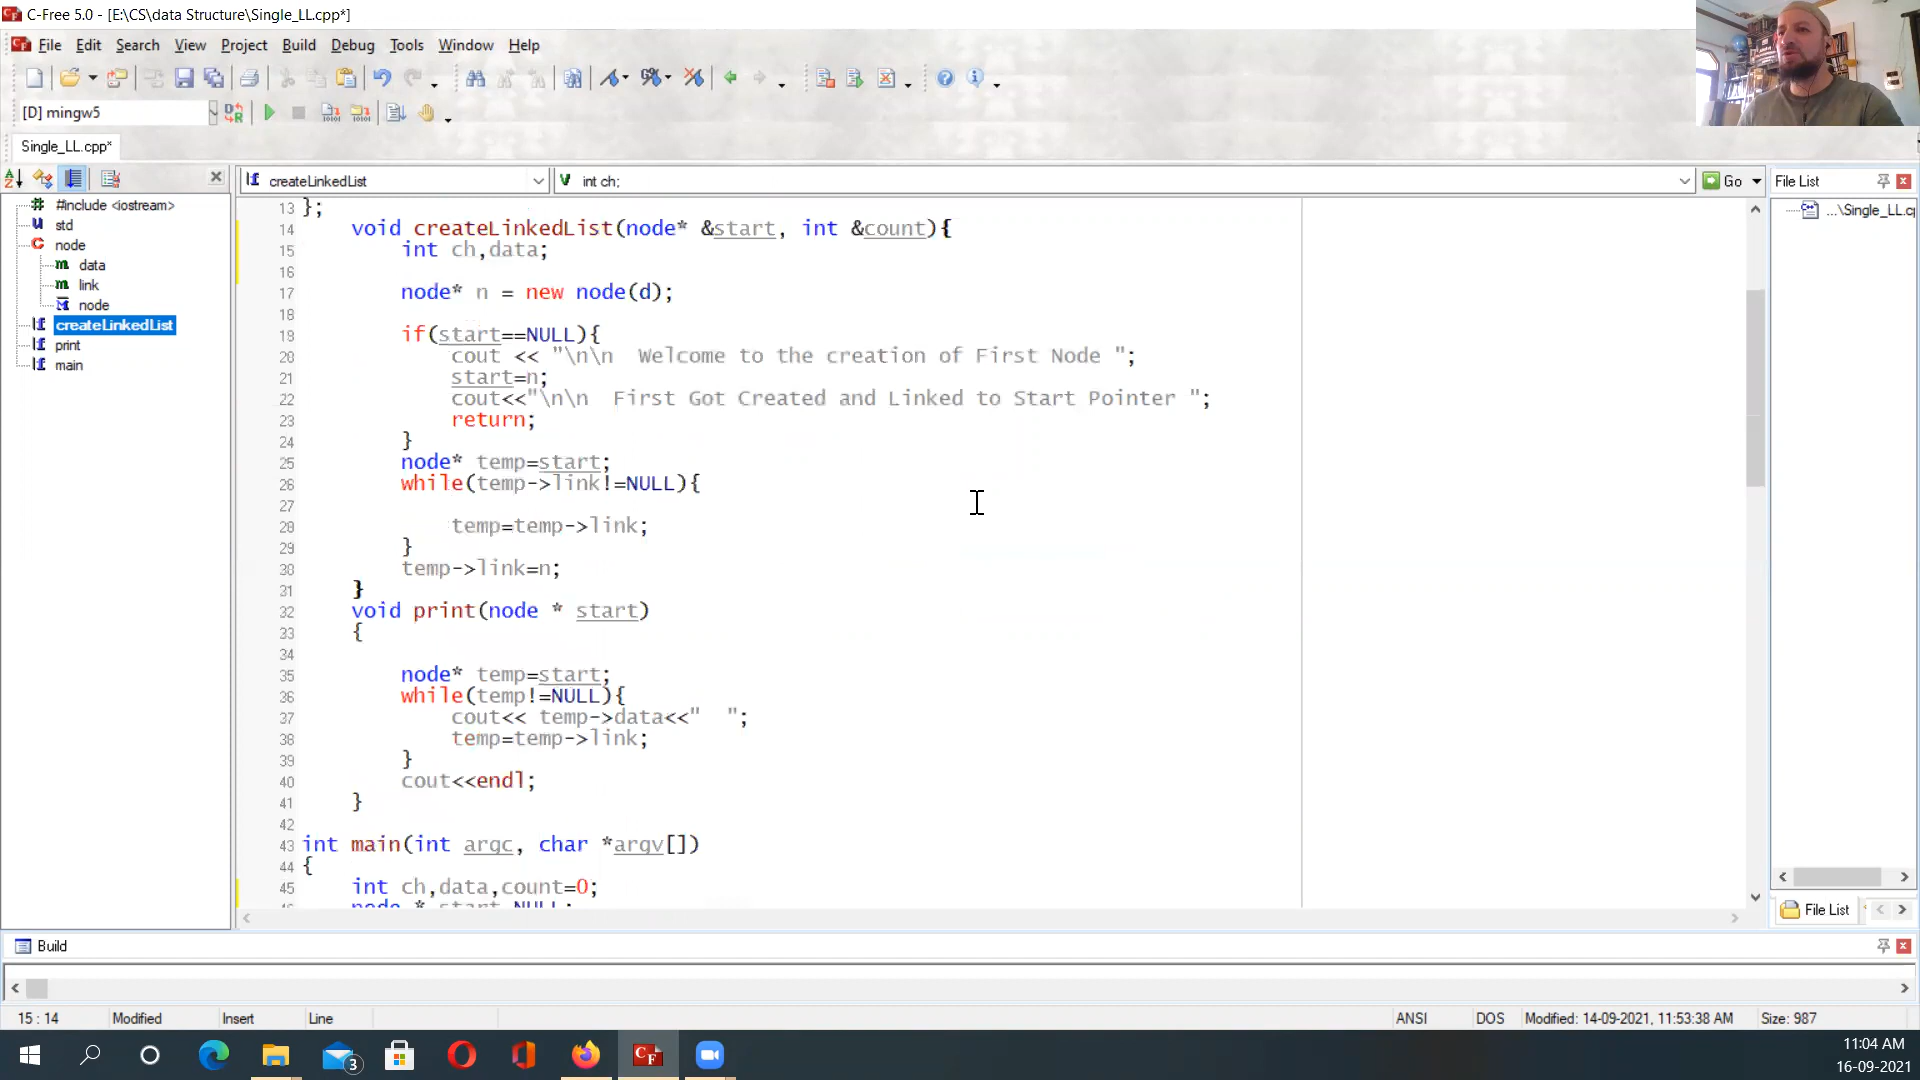 C-Free 5.0 - [E:\CS\data Structure\Single_LL.cpp*]
File Edit Search View Project Build Debug Tools Window Help
[D] mingw5
Single_LL.cpp*
createLinkedList
int ch;
Go
File List
#include <iostream>
std
node
data
link
node
createLinkedList
print
main
...\Single_LL.c
13 };
14 void createLinkedList(node* &start, int &count){
15 int ch,data;
16
17 node* n = new node(d);
18
19 if(start==NULL){
20 cout << "\n\n  Welcome to the creation of First Node ";
21 start=n;
22 cout<<"\n\n  First Got Created and Linked to Start Pointer ";
23 return;
24 }
25 node* temp=start;
26 while(temp->link!=NULL){
27
28 temp=temp->link;
29 }
30 temp->link=n;
31 }
32 void print(node * start)
33 {
34
35 node* temp=start;
36 while(temp!=NULL){
37 cout<< temp->data<<"  ";
38 temp=temp->link;
39 }
40 cout<<endl;
41 }
42
43 int main(int argc, char *argv[])
44 {
45 int ch,data,count=0;
File List
Build
15 : 14 Modified Insert Line ANSI DOS Modified: 14-09-2021, 11:53:38 AM Size: 987
3
11:04 AM
16-09-2021